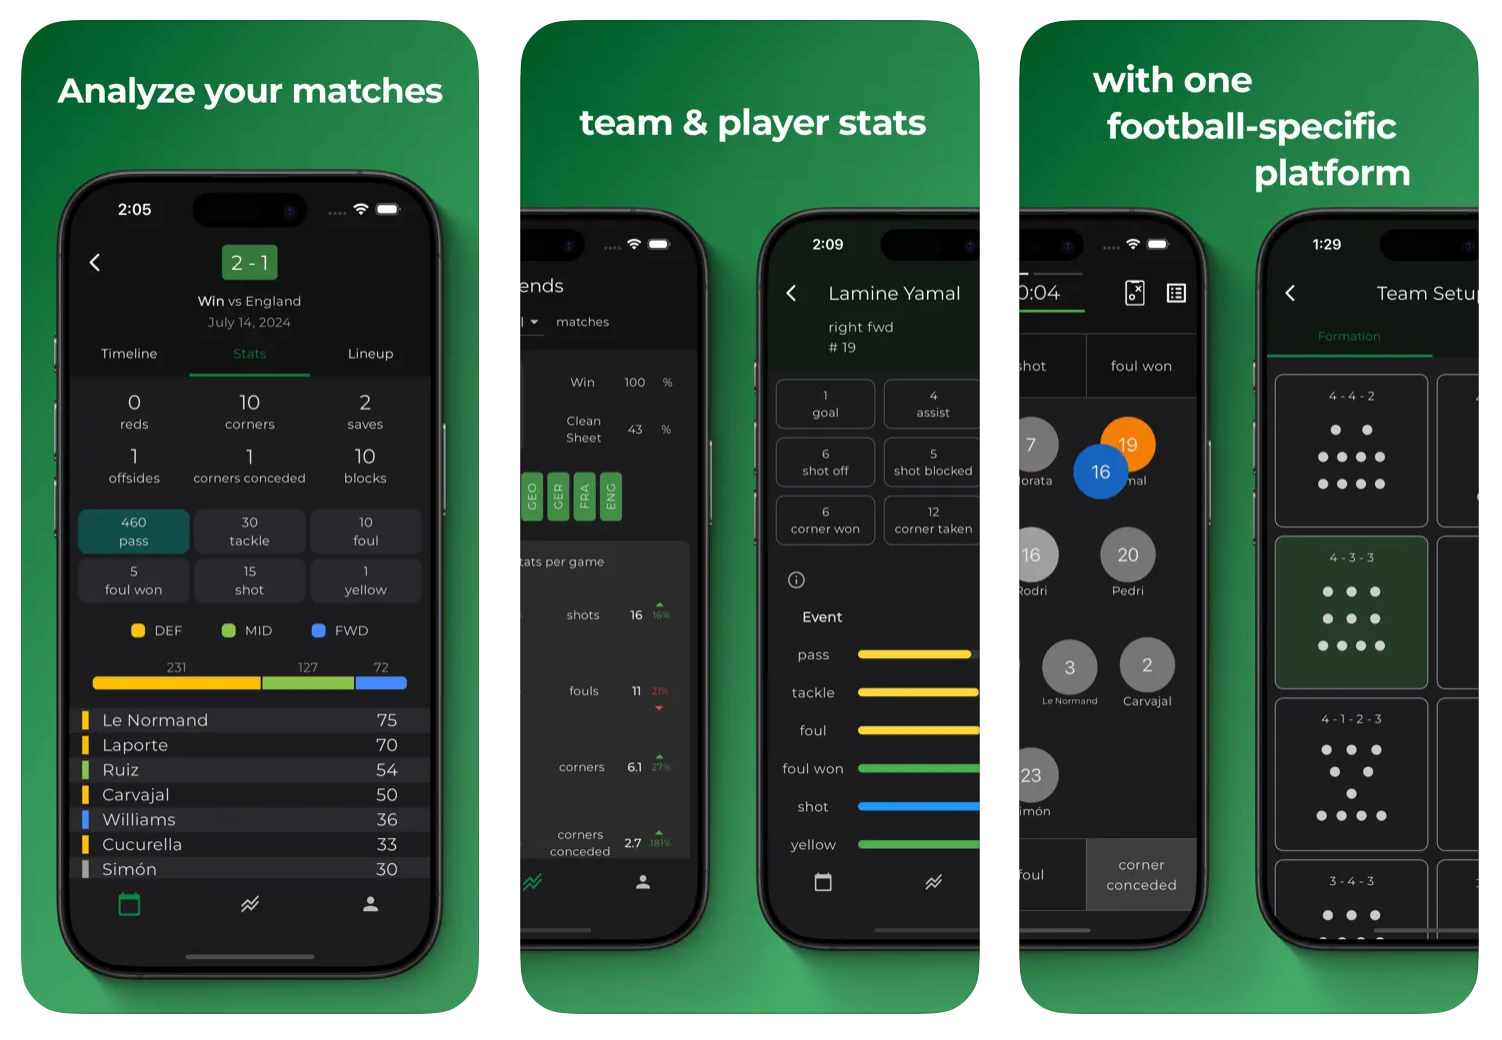 Analyze your matches
2:05
2 - 1
Win vs England
July 14, 2024
Timeline Stats Lineup
0 10 2
reds corners saves
1 1 10
offsides corners conceded blocks
460 30 10
pass tackle foul
5 15 1
foul won shot yellow
DEF MID FWD
231 127 72
Le Normand 75
Laporte 70
Ruiz 54
Carvajal 50
Williams 36
Cucurella 33
Simón 30
team & player stats
ends
l matches
Win 100 %
Clean
Sheet
43 %
GEO GER FRA ENG
tats per game
shots 16 16%
fouls 11 21%
corners 6.1 27%
corners
conceded
2.7 181%
2:09
Lamine Yamal
right fwd
# 19
1 4
goal assist
6 5
shot off shot blocked
6 12
corner won corner taken
Event
pass
tackle
foul
foul won
shot
yellow
with one
football-specific
platform
0:04
shot foul won
7 19
16
lorata mal
16 20
Rodri Pedri
3 2
Le Normand Carvajal
23
imón
foul
corner
conceded
1:29
Team Setup
Formation
4 - 4 - 2
4 - 3 - 3
4 - 1 - 2 - 3
3 - 4 - 3